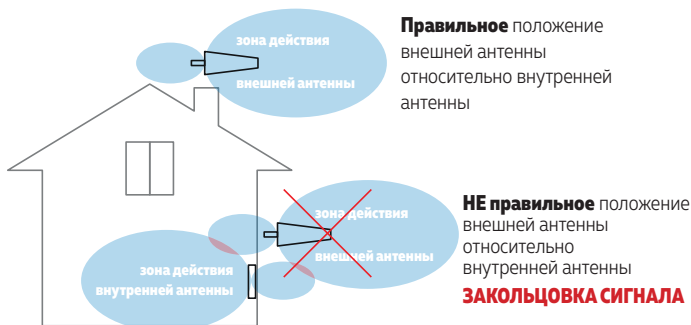 зона действия
внешней антенны
Правильное положение
внешней антенны
относительно внутренней
антенны
зона действия
внешней антенны
зона действия
внутренней антенны
НЕ правильное положение
внешней антенны
относительно
внутренней антенны
ЗАКОЛЬЦОВКА СИГНАЛА